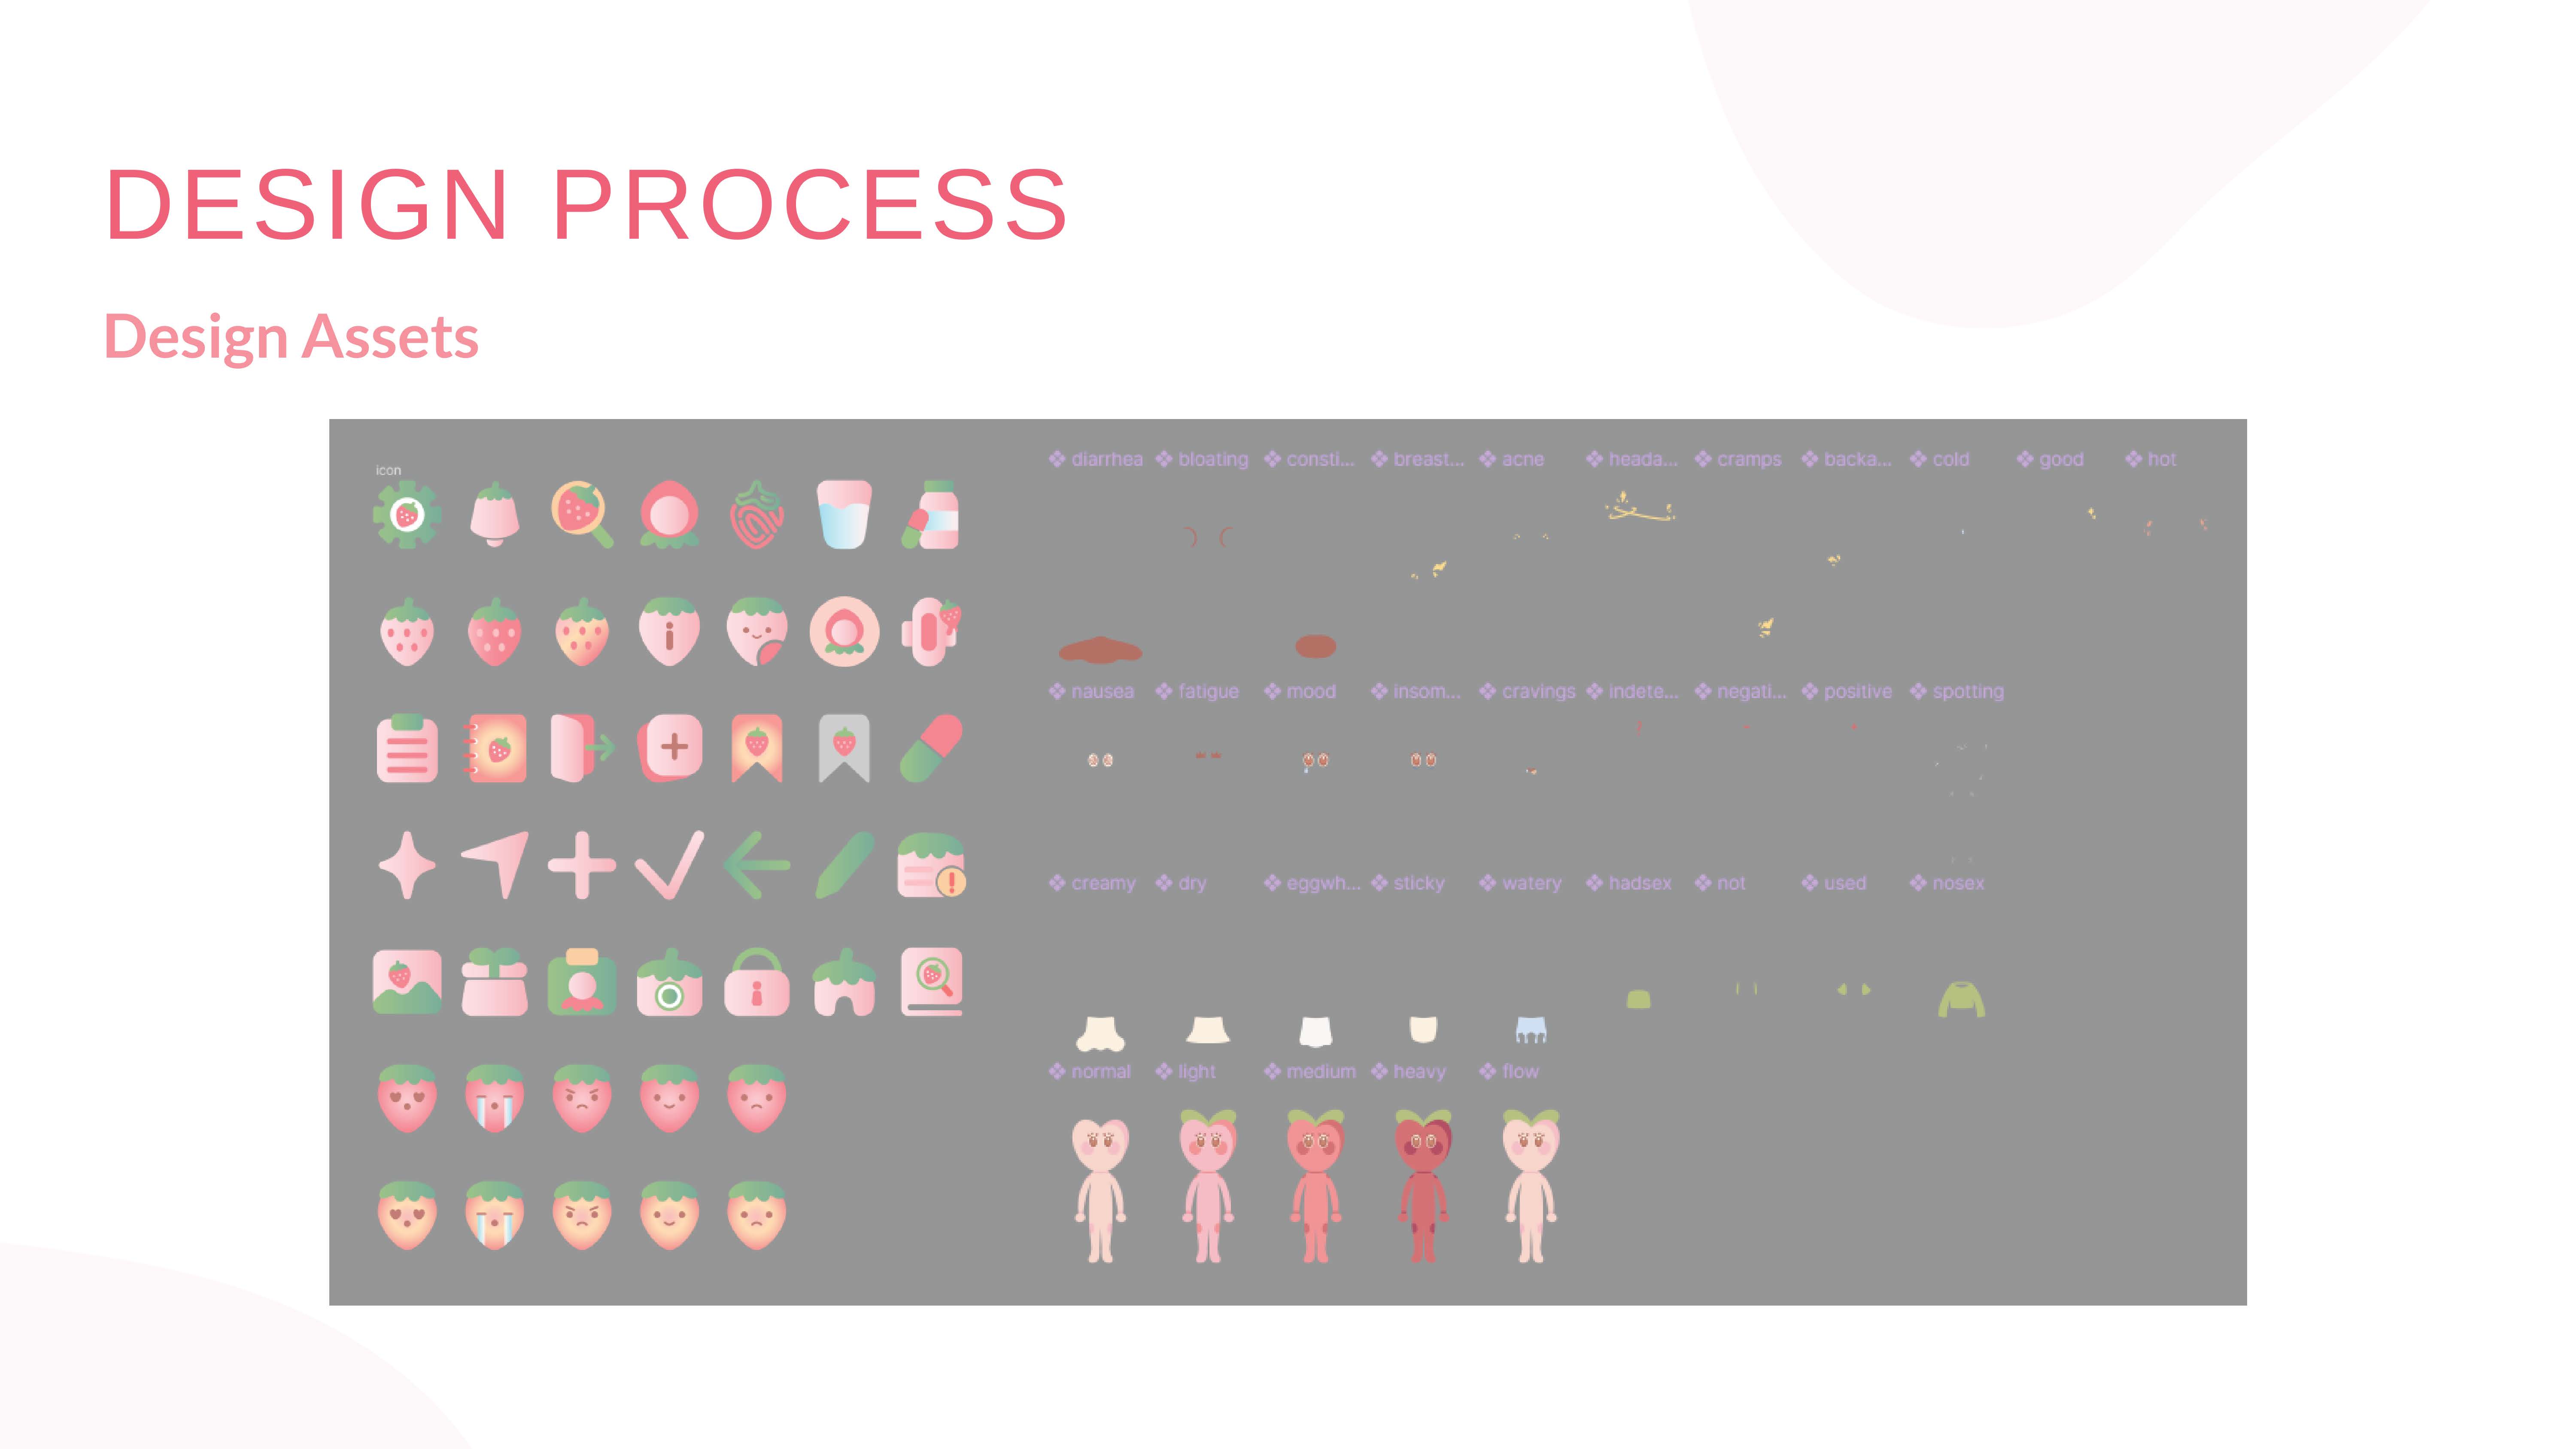 DESIGN PROCESS
Design Assets
icon
diarrhea bloating consti... breast... acne heada... cramps backa... cold good hot
nausea fatigue mood insom... cravings indete... negati... positive spotting
creamy dry eggwh... sticky watery hadsex not used nosex
normal light medium heavy flow